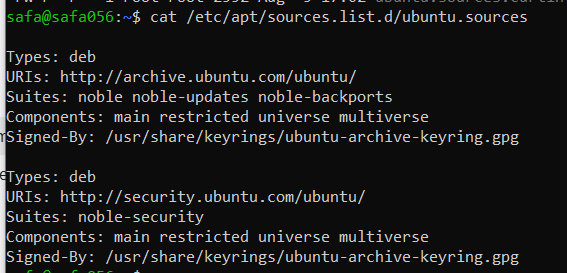 safa@safa056:~$ cat /etc/apt/sources.list.d/ubuntu.sources
Types: deb
URIs: http://archive.ubuntu.com/ubuntu/
Suites: noble noble-updates noble-backports
Components: main restricted universe multiverse
Signed-By: /usr/share/keyrings/ubuntu-archive-keyring.gpg
Types: deb
URIs: http://security.ubuntu.com/ubuntu/
Suites: noble-security
Components: main restricted universe multiverse
Signed-By: /usr/share/keyrings/ubuntu-archive-keyring.gpg